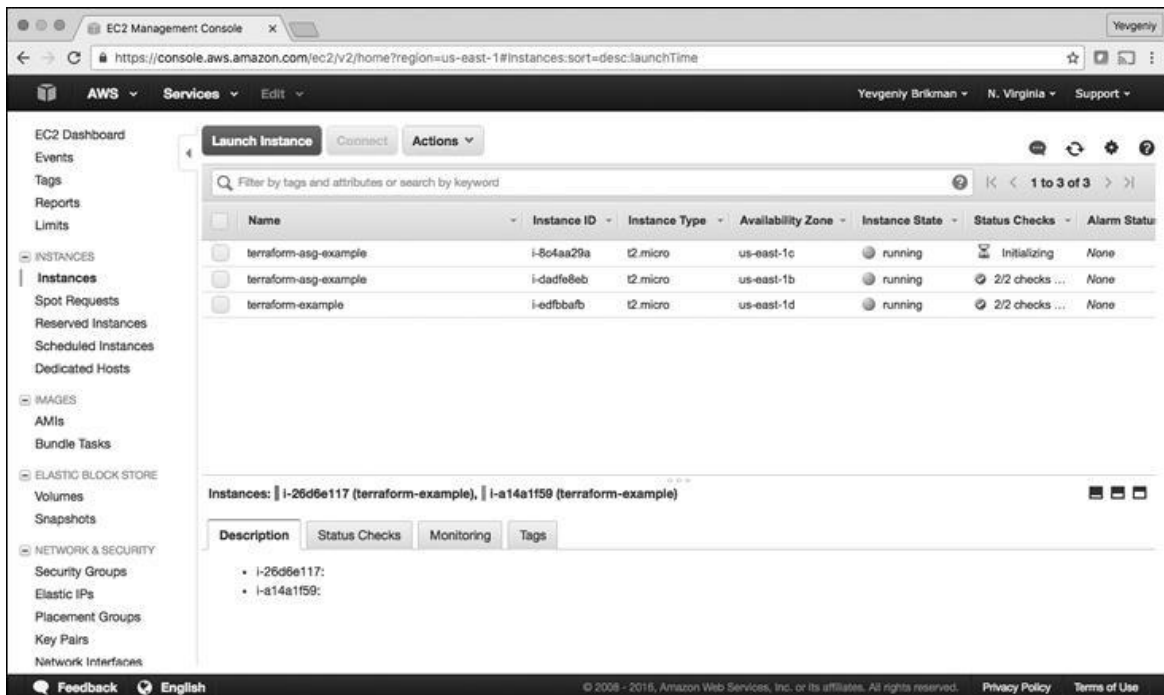 EC2 Management Console
Yevgeniy
https://console.aws.amazon.com/ec2/v2/home?region=us-east-1#Instances:sort=desc:launchTime
AWS Services Edit Yevgeniy Brikman N. Virginia Support
EC2 Dashboard
Events
Tags
Reports
Limits
INSTANCES
Instances
Spot Requests
Reserved Instances
Scheduled Instances
Dedicated Hosts
IMAGES
AMIs
Bundle Tasks
ELASTIC BLOCK STORE
Volumes
Snapshots
NETWORK & SECURITY
Security Groups
Elastic IPs
Placement Groups
Key Pairs
Network Interfaces
Launch Instance Connect Actions
Filter by tags and attributes or search by keyword 1 to 3 of 3
Name Instance ID Instance Type Availability Zone Instance State Status Checks Alarm Status
terraform-asg-example i-8c4aa29a t2.micro us-east-1c running Initializing None
terraform-asg-example i-dadfe8eb t2.micro us-east-1b running 2/2 checks ... None
terraform-example i-edfbbafb t2.micro us-east-1d running 2/2 checks ... None
Instances: i-26d6e117 (terraform-example), i-a14a1f59 (terraform-example)
Description Status Checks Monitoring Tags
• i-26d6e117:
• i-a14a1f59:
Feedback English © 2008 - 2016, Amazon Web Services, Inc. or its affiliates. All rights reserved. Privacy Policy Terms of Use